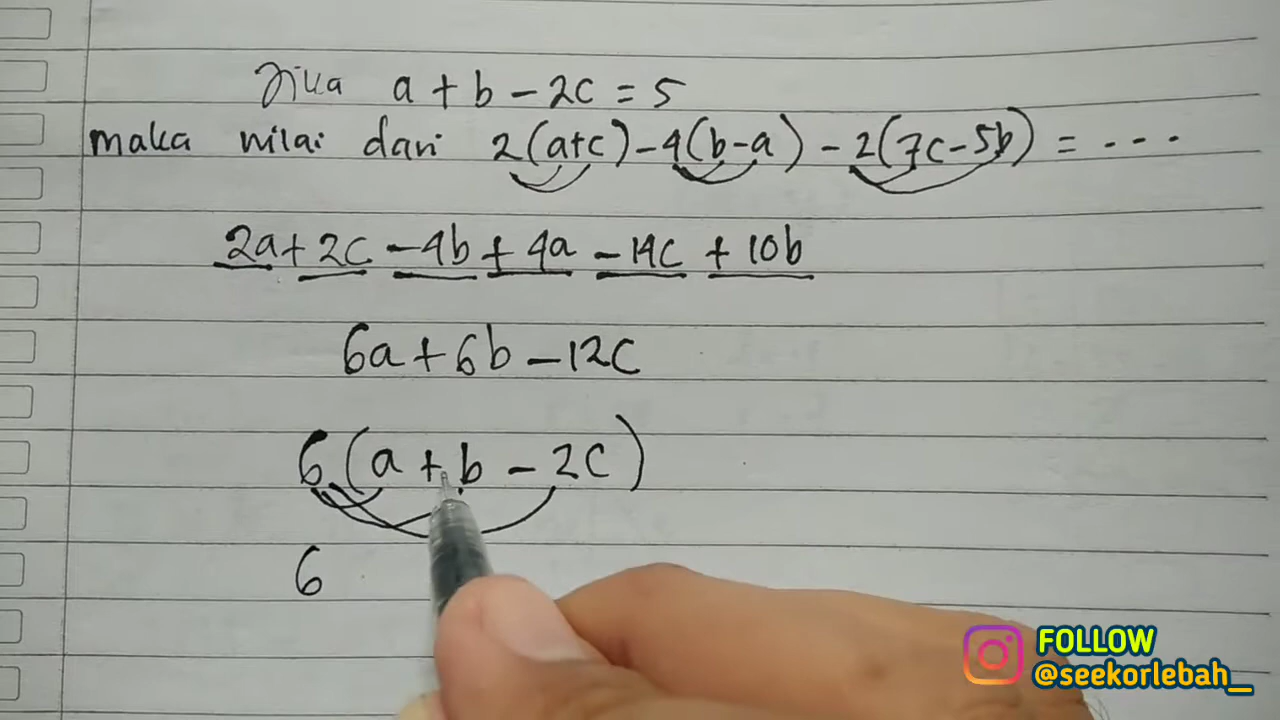 Jika a + b - 2c = 5
maka nilai dari 2(a+c) - 4(b-a) - 2(7c-5b) = ...
2a + 2c - 4b + 4a - 14c + 10b
6a + 6b - 12c
6(a + b - 2c)
6
FOLLOW
@seekorlebah_